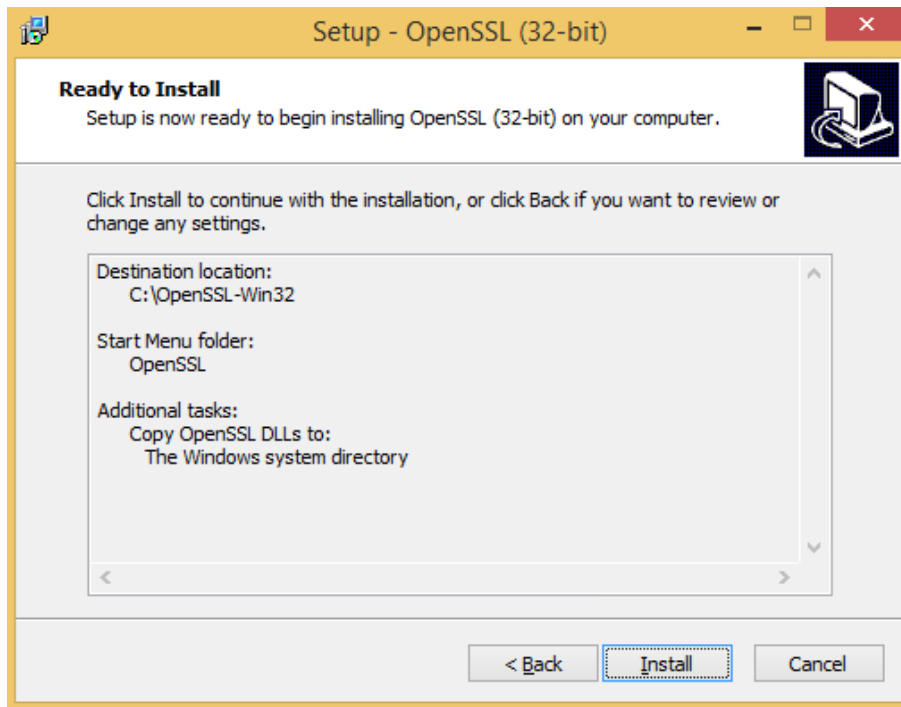 Setup - OpenSSL (32-bit)
Ready to Install
Setup is now ready to begin installing OpenSSL (32-bit) on your computer.
Click Install to continue with the installation, or click Back if you want to review or
change any settings.
Destination location:
C:\OpenSSL-Win32
Start Menu folder:
OpenSSL
Additional tasks:
Copy OpenSSL DLLs to:
The Windows system directory
< Back
Install
Cancel